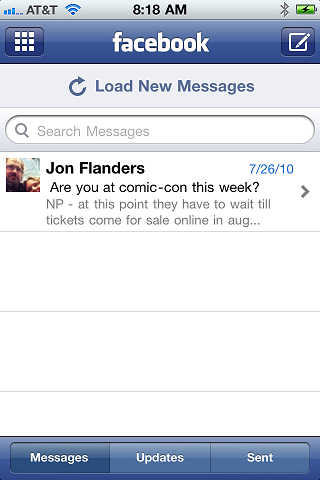 AT&T 8:18 AM
facebook
Load New Messages
Search Messages
Jon Flanders 7/26/10
Are you at comic-con this week?
NP - at this point they have to wait till
tickets come for sale online in aug...
Messages Updates Sent